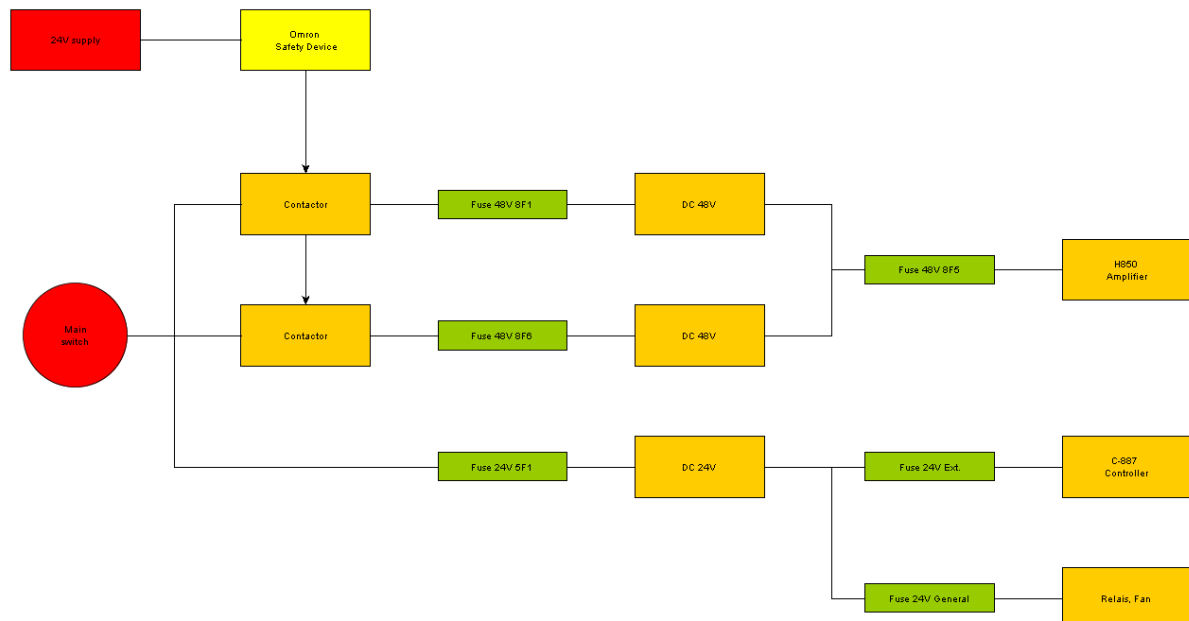 24V supply
Omron
Safety Device
Contactor
Fuse 48V 8F1
DC 48V
Fuse 48V 8F5
H850
Amplifier
Main
switch
Contactor
Fuse 48V 8F6
DC 48V
Fuse 24V 5F1
DC 24V
Fuse 24V Ext.
C-887
Controller
Fuse 24V General
Relais, Fan